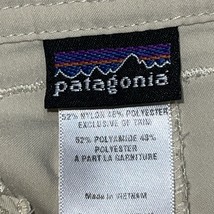 patagonia
52% NYLON 48% POLYESTER
EXCLUSIVE OF TRIM
52% POLYAMIDE 48%
POLYESTER
A PART LA GARNITURE
Made in VIETNAM